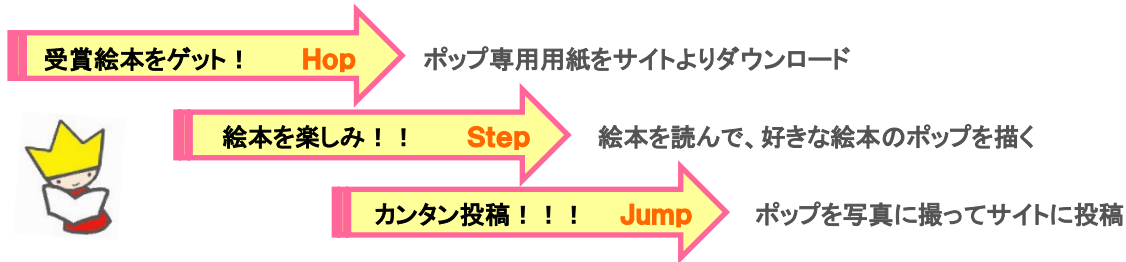 受賞絵本をゲット！ Hop ポップ専用用紙をサイトよりダウンロード
絵本を楽しみ！！ Step 絵本を読んで、好きな絵本のポップを描く
カンタン投稿！！！ Jump ポップを写真に撮ってサイトに投稿